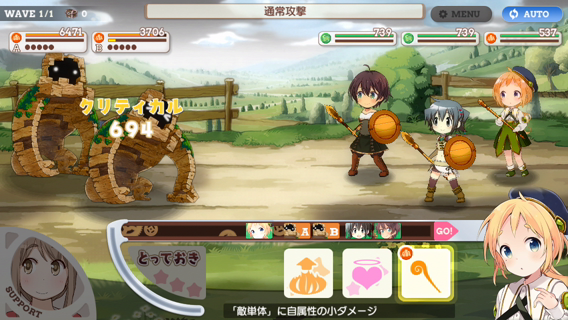 WAVE 1/1
0
通常攻撃
MENU
AUTO
6471
A
3706
B
739
739
537
クリティカル
694
A
B
GO!
とっておき
SUPPORT
「敵単体」に自属性の小ダメージ